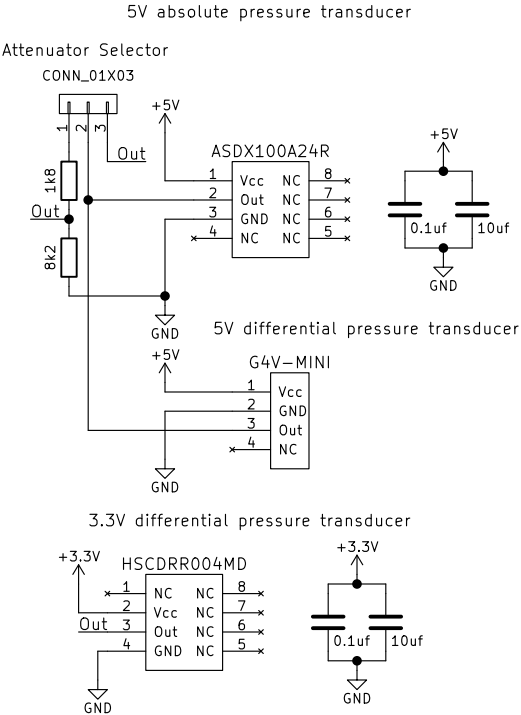 5V absolute pressure transducer
Attenuator Selector
CONN_01X03
1 2 3
Out
+5V
ASDX100A24R
1 Vcc NC 8
2 Out NC 7
3 GND NC 6
4 NC NC 5
1k8
Out
8k2
GND
+5V
0.1uf 10uf
GND
5V differential pressure transducer
+5V
G4V-MINI
1 Vcc
2 GND
3 Out
4 NC
GND
3.3V differential pressure transducer
+3.3V
HSCDRR004MD
1 NC NC 8
2 Vcc NC 7
Out 3 Out NC 6
4 GND NC 5
GND
+3.3V
0.1uf 10uf
GND